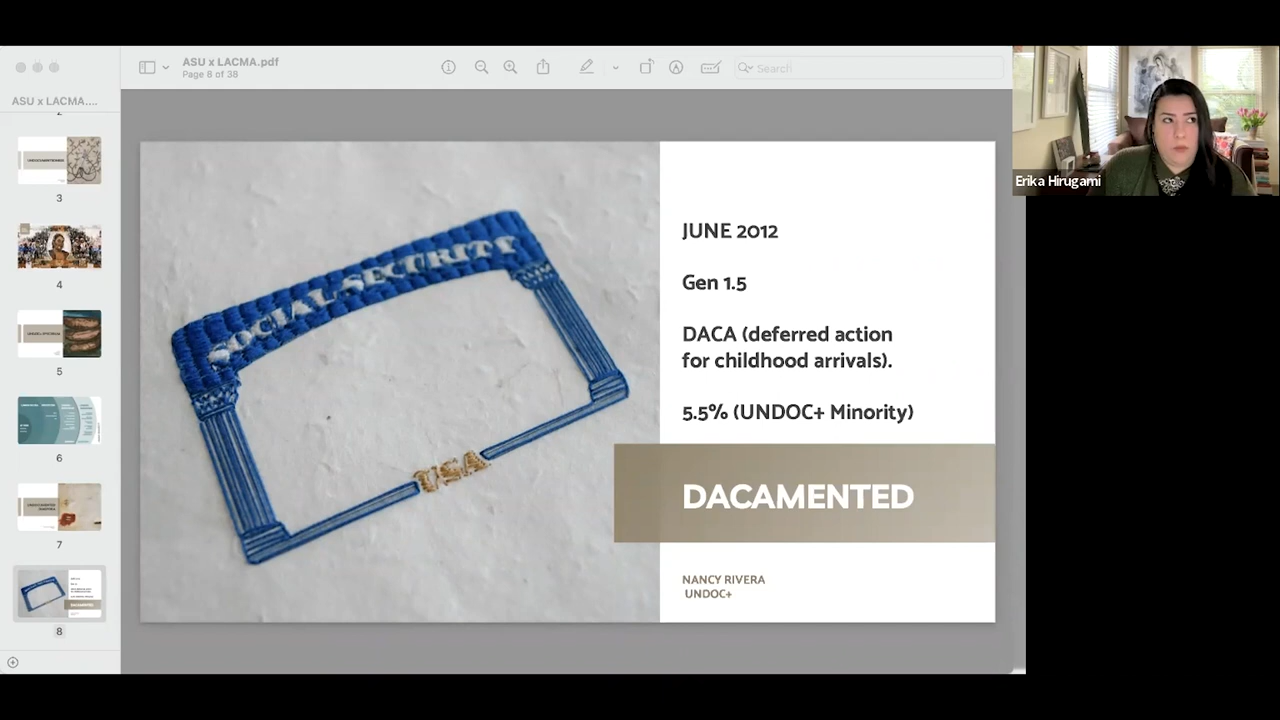 ASU x LACMA.pdf
Page 8 of 38
Search
ASU x LACMA....
2
3
4
5
6
7
8
SOCIAL SECURITY
USA
JUNE 2012
Gen 1.5
DACA (deferred action
for childhood arrivals).
5.5% (UNDOC+ Minority)
DACAMENTED
NANCY RIVERA
UNDOC+
Erika Hirugami